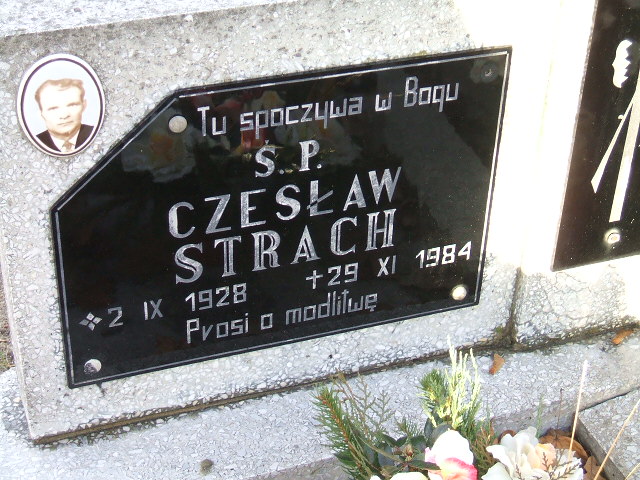 Tu spoczywa w Bogu
Ś. P.
CZESŁAW
STRACH
2 IX 1928 +29 XI 1984
Prosi o modlitwę